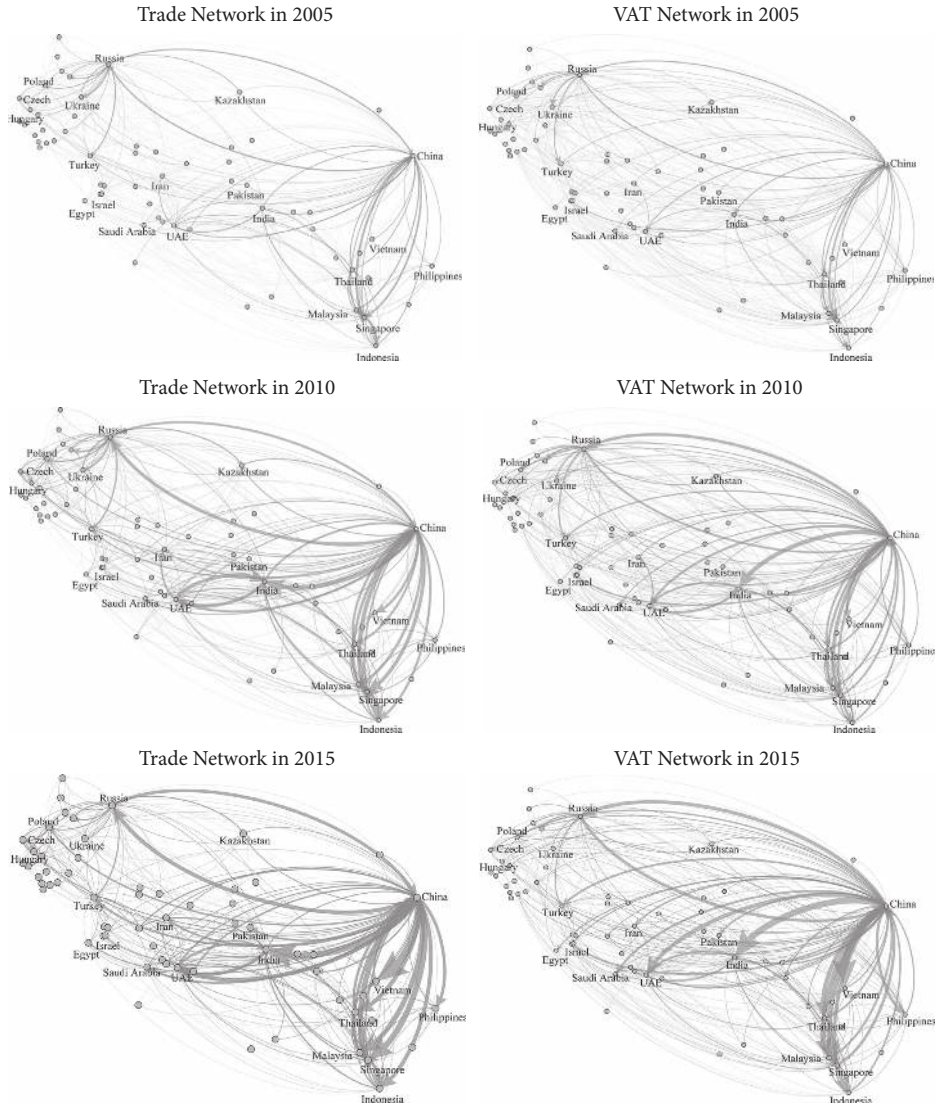 Trade Network in 2005
VAT Network in 2005
Russia
Poland
Czech
Ukraine
Hungary
Kazakhstan
China
Turkey
Iran
Pakistan
Israel
Egypt
India
Saudi Arabia
UAE
Vietnam
Thailand
Philippines
Malaysia
Singapore
Indonesia
Russia
Poland
Czech
Ukraine
Hungary
Kazakhstan
China
Turkey
Iran
Pakistan
Israel
Egypt
India
Saudi Arabia
UAE
Vietnam
Thailand
Philippines
Malaysia
Singapore
Indonesia
Trade Network in 2010
VAT Network in 2010
Russia
Poland
Czech
Ukraine
Hungary
Kazakhstan
China
Turkey
Iran
Pakistan
Israel
Egypt
India
Saudi Arabia
UAE
Vietnam
Thailand
Philippines
Malaysia
Singapore
Indonesia
Russia
Poland
Czech
Ukraine
Hungary
Kazakhstan
China
Turkey
Iran
Pakistan
Israel
Egypt
India
Saudi Arabia
UAE
Vietnam
Thailand
Philippines
Malaysia
Singapore
Indonesia
Trade Network in 2015
VAT Network in 2015
Russia
Poland
Czech
Ukraine
Hungary
Kazakhstan
China
Turkey
Iran
Pakistan
Israel
Egypt
India
Saudi Arabia
UAE
Vietnam
Thailand
Philippines
Malaysia
Singapore
Indonesia
Russia
Poland
Czech
Ukraine
Hungary
Kazakhstan
China
Turkey
Iran
Pakistan
Israel
Egypt
India
Saudi Arabia
UAE
Vietnam
Thailand
Philippines
Malaysia
Singapore
Indonesia